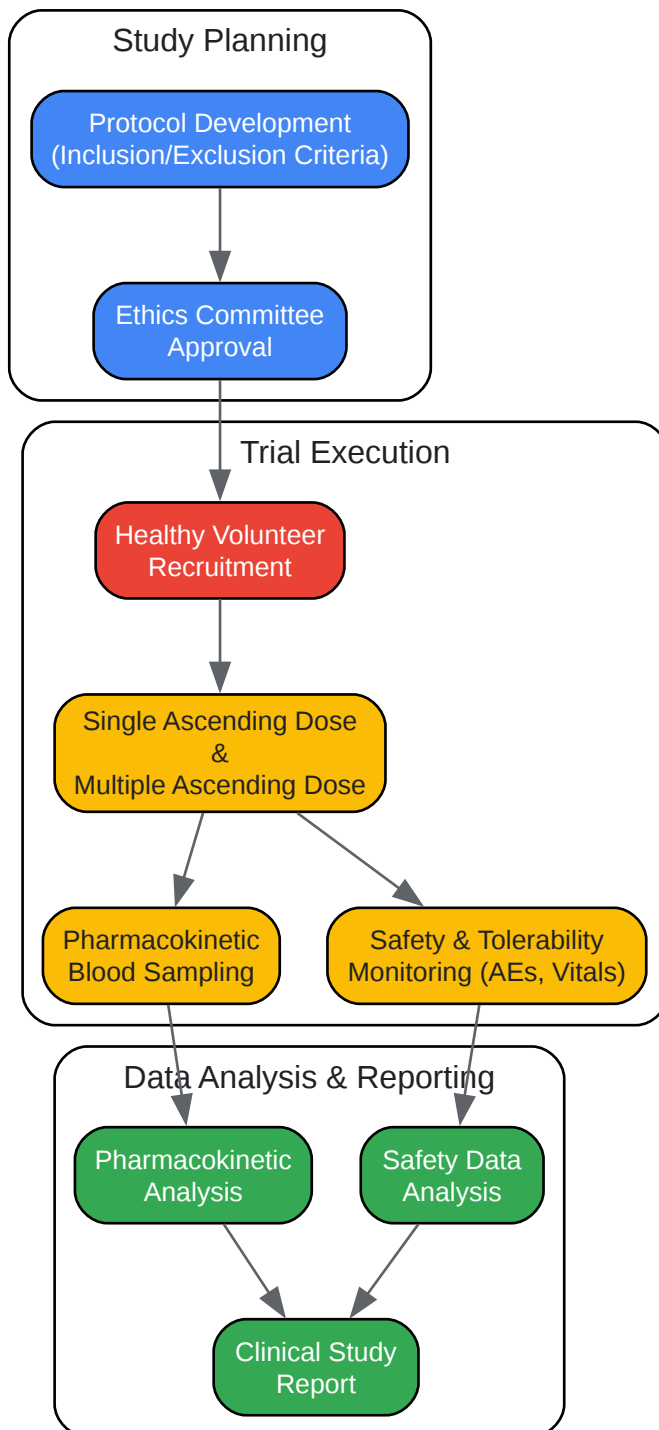 Study Planning
Protocol Development
(Inclusion/Exclusion Criteria)
Ethics Committee
Approval
Trial Execution
Healthy Volunteer
Recruitment
Single Ascending Dose
&
Multiple Ascending Dose
Pharmacokinetic
Blood Sampling
Safety & Tolerability
Monitoring (AEs, Vitals)
Data Analysis & Reporting
Pharmacokinetic
Analysis
Safety Data
Analysis
Clinical Study
Report